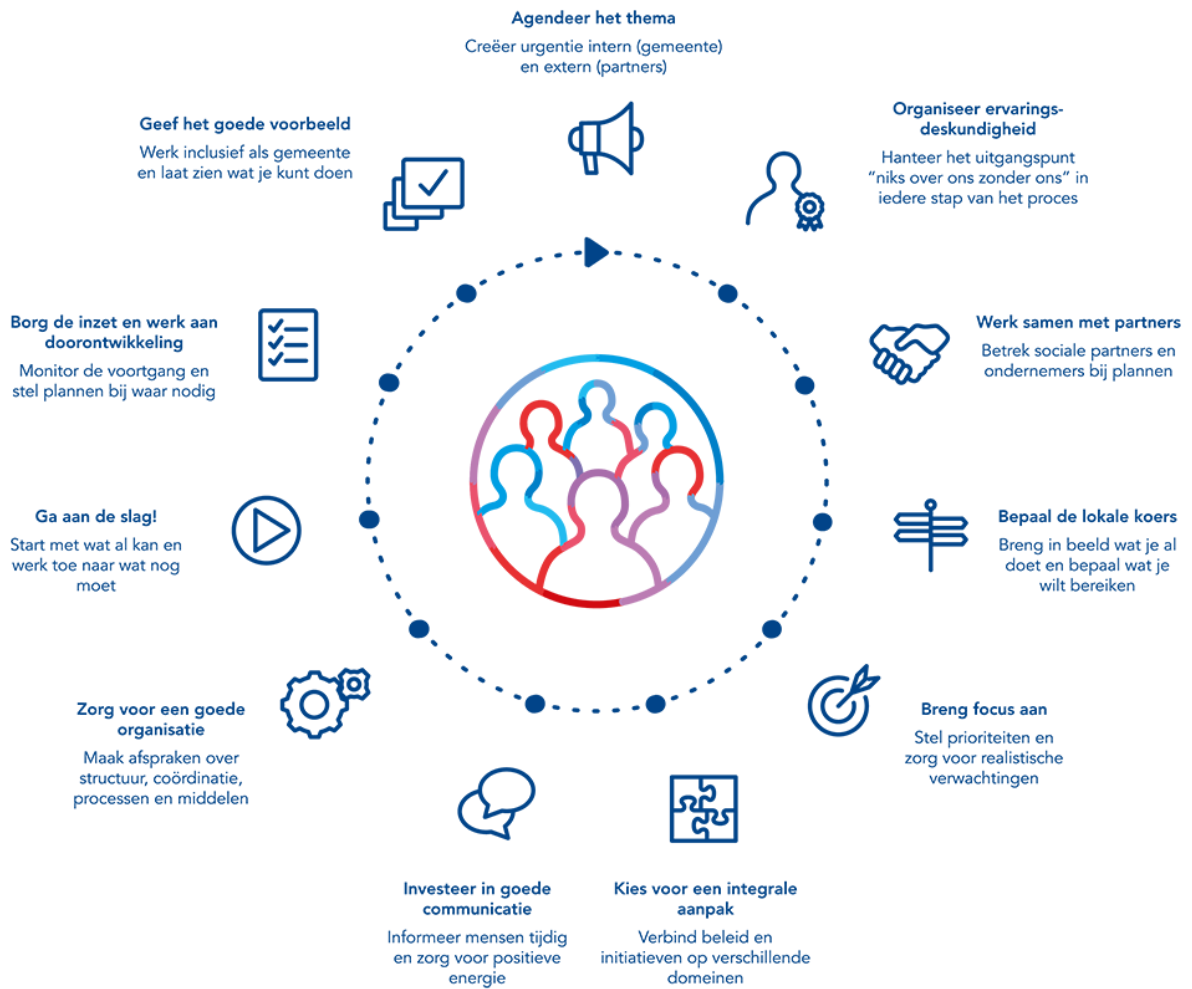 Agendeer het thema
Creëer urgentie intern (gemeente)
en extern (partners)
Organiseer ervarings-
deskundigheid
Hanteer het uitgangspunt
“niks over ons zonder ons” in
iedere stap van het proces
Werk samen met partners
Betrek sociale partners en
ondernemers bij plannen
Bepaal de lokale koers
Breng in beeld wat je al
doet en bepaal wat je
wilt bereiken
Breng focus aan
Stel prioriteiten en
zorg voor realistische
verwachtingen
Kies voor een integrale
aanpak
Verbind beleid en
initiatieven op verschillende
domeinen
Investeer in goede
communicatie
Informeer mensen tijdig
en zorg voor positieve
energie
Zorg voor een goede
organisatie
Maak afspraken over
structuur, coördinatie,
processen en middelen
Ga aan de slag!
Start met wat al kan en
werk toe naar wat nog
moet
Borg de inzet en werk aan
doorontwikkeling
Monitor de voortgang en
stel plannen bij waar nodig
Geef het goede voorbeeld
Werk inclusief als gemeente
en laat zien wat je kunt doen